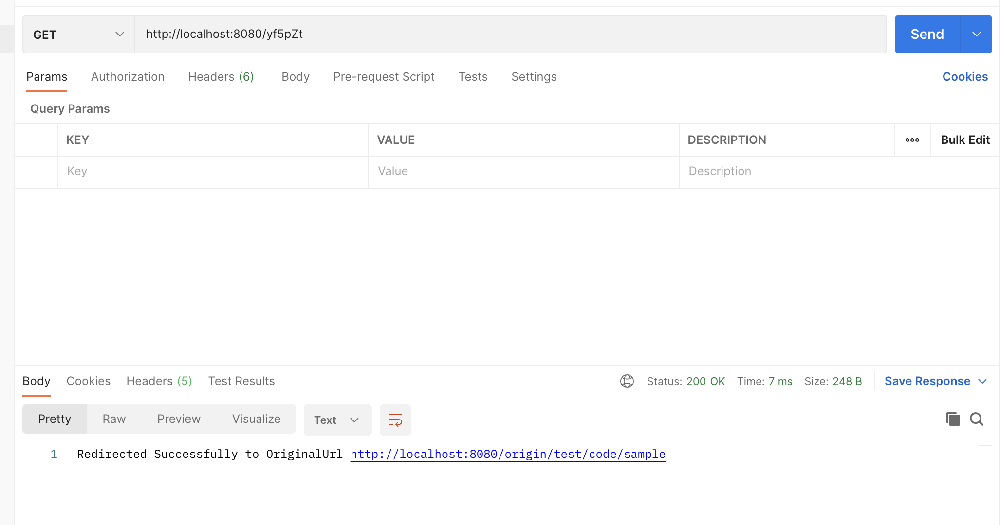 GET http://localhost:8080/yf5pZt Send
Params Authorization Headers (6) Body Pre-request Script Tests Settings Cookies
Query Params
KEY VALUE DESCRIPTION ooo Bulk Edit
Key Value Description
Body Cookies Headers (5) Test Results Status: 200 OK Time: 7 ms Size: 248 B Save Response
Pretty Raw Preview Visualize Text
1 Redirected Successfully to OriginalUrl http://localhost:8080/origin/test/code/sample